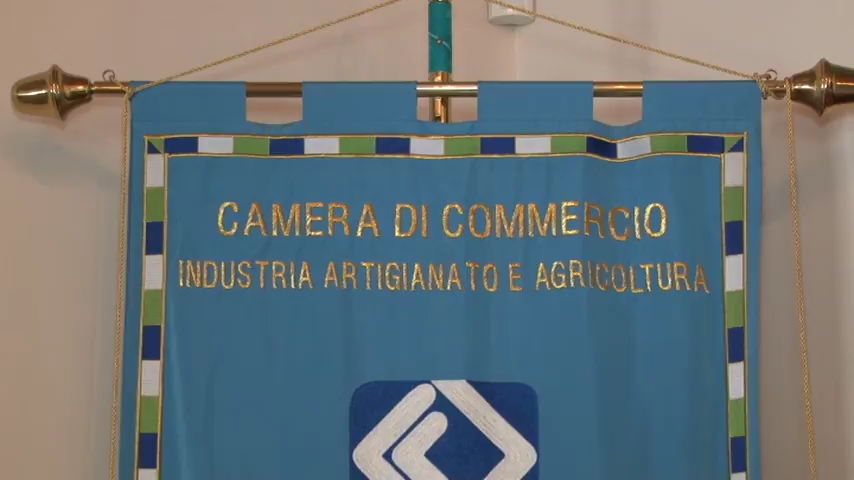 CAMERA DI COMMERCIO
INDUSTRIA ARTIGIANATO E AGRICOLTURA